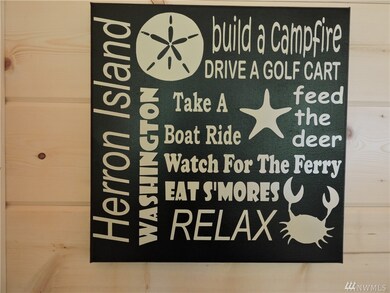 Herron Island
WASHINGTON
build a campfire
DRIVE A GOLF CART
Take A
Boat Ride
feed
the
deer
Watch For The Ferry
EAT S'MORES
RELAX
NWMLS